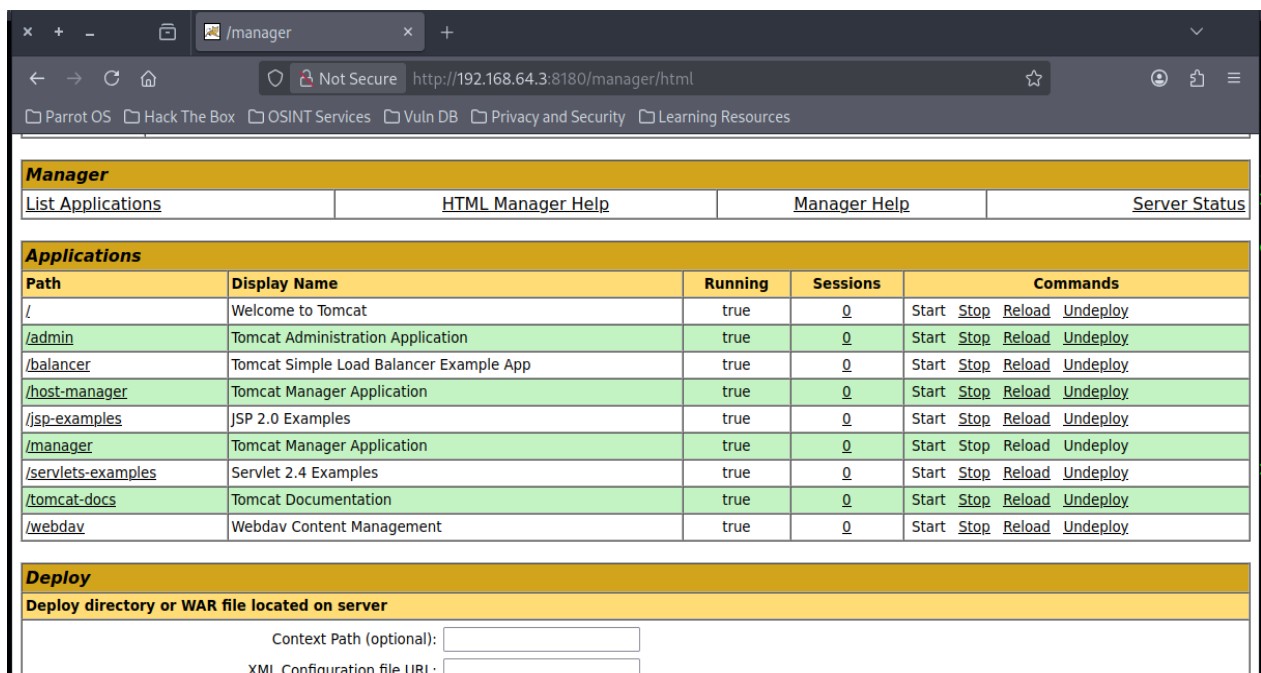 /manager
Not Secure http://192.168.64.3:8180/manager/html
Parrot OS Hack The Box OSINT Services Vuln DB Privacy and Security Learning Resources
Manager
List Applications HTML Manager Help Manager Help Server Status
Applications
Path Display Name Running Sessions Commands
/ Welcome to Tomcat true 0 Start Stop Reload Undeploy
/admin Tomcat Administration Application true 0 Start Stop Reload Undeploy
/balancer Tomcat Simple Load Balancer Example App true 0 Start Stop Reload Undeploy
/host-manager Tomcat Manager Application true 0 Start Stop Reload Undeploy
/jsp-examples JSP 2.0 Examples true 0 Start Stop Reload Undeploy
/manager Tomcat Manager Application true 0 Start Stop Reload Undeploy
/servlets-examples Servlet 2.4 Examples true 0 Start Stop Reload Undeploy
/tomcat-docs Tomcat Documentation true 0 Start Stop Reload Undeploy
/webdav Webdav Content Management true 0 Start Stop Reload Undeploy
Deploy
Deploy directory or WAR file located on server
Context Path (optional):
XML Configuration file URL: